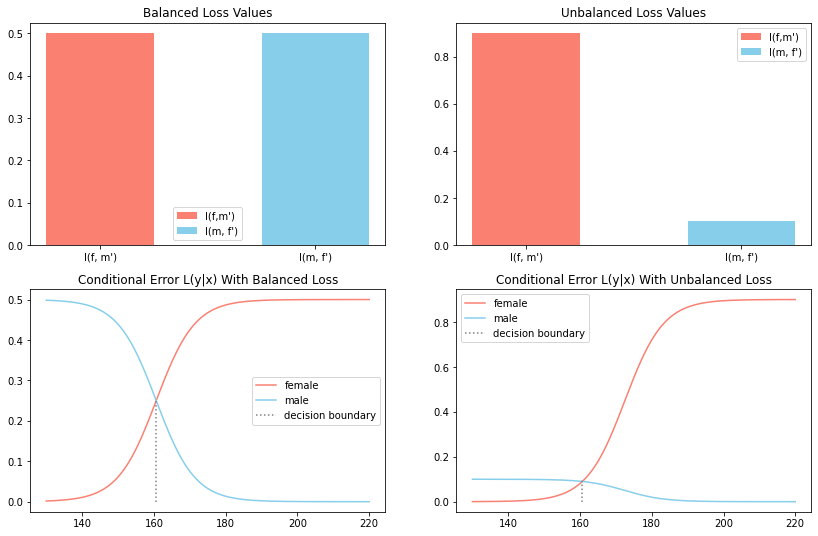 Balanced Loss Values
0.5
0.4
0.3
0.2
0.1
0.0
l(f,m')
l(m, f')
l(f, m')
l(m, f')
Unbalanced Loss Values
0.8
0.6
0.4
0.2
0.0
l(f,m')
l(m, f')
l(f, m')
l(m, f')
Conditional Error L(y|x) With Balanced Loss
0.5
0.4
0.3
0.2
0.1
0.0
female
male
decision boundary
140 160 180 200 220
Conditional Error L(y|x) With Unbalanced Loss
0.8
0.6
0.4
0.2
0.0
female
male
decision boundary
140 160 180 200 220